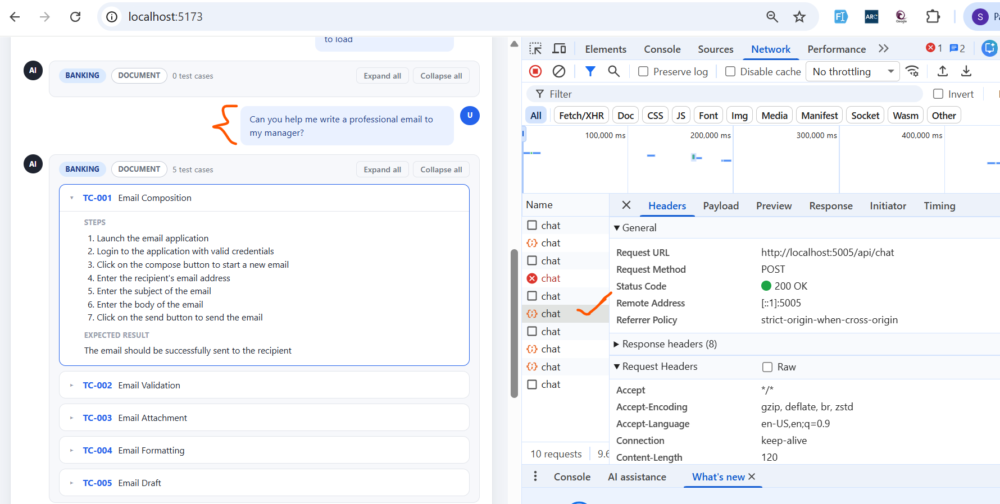 localhost:5173
FI
ARC
Google
S
to load
AI
BANKING DOCUMENT 0 test cases Expand all Collapse all
Can you help me write a professional email to
my manager?
U
AI
BANKING DOCUMENT 5 test cases Expand all Collapse all
TC-001 Email Composition
STEPS
1. Launch the email application
2. Login to the application with valid credentials
3. Click on the compose button to start a new email
4. Enter the recipient's email address
5. Enter the subject of the email
6. Enter the body of the email
7. Click on the send button to send the email
EXPECTED RESULT
The email should be successfully sent to the recipient
TC-002 Email Validation
TC-003 Email Attachment
TC-004 Email Formatting
TC-005 Email Draft
Elements Console Sources Network Performance 1 2
Preserve log Disable cache No throttling
Filter Invert
All Fetch/XHR Doc CSS JS Font Img Media Manifest Socket Wasm Other
100,000 ms 200,000 ms 300,000 ms 400,000 ms
Name
chat
chat
chat
chat
chat
chat
chat
chat
chat
chat
10 requests 9.6
Headers Payload Preview Response Initiator Timing
General
Request URL http://localhost:5005/api/chat
Request Method POST
Status Code 200 OK
Remote Address [::1]:5005
Referrer Policy strict-origin-when-cross-origin
Response headers (8)
Request Headers Raw
Accept */*
Accept-Encoding gzip, deflate, br, zstd
Accept-Language en-US,en;q=0.9
Connection keep-alive
Content-Length 120
Console AI assistance What's new